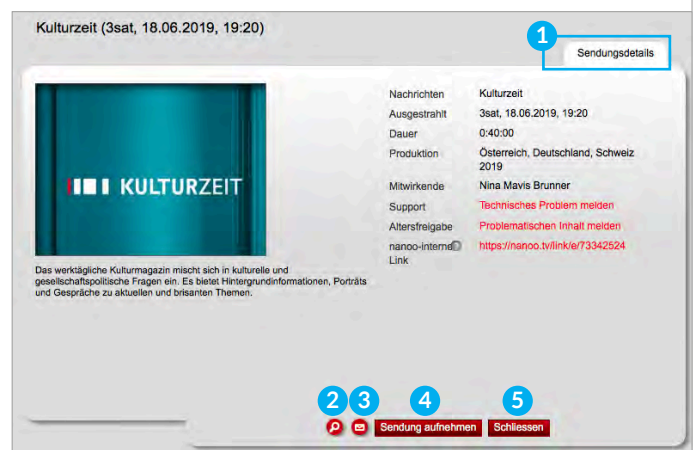 Kulturzeit (3sat, 18.06.2019, 19:20)
1
Sendungsdetails
KULTURZEIT
Das werktägliche Kulturmagazin mischt sich in kulturelle und
gesellschaftspolitische Fragen ein. Es bietet Hintergrundinformationen, Porträts
und Gespräche zu aktuellen und brisanten Themen.
Nachrichten Kulturzeit
Ausgestrahlt 3sat, 18.06.2019, 19:20
Dauer 0:40:00
Produktion Österreich, Deutschland, Schweiz
2019
Mitwirkende Nina Mavis Brunner
Support Technisches Problem melden
Altersfreigabe Problematischen Inhalt melden
nanoo-interne ? https://nanoo.tv/link/e/73342524
Link
2 3 4 5
Sendung aufnehmen Schliessen